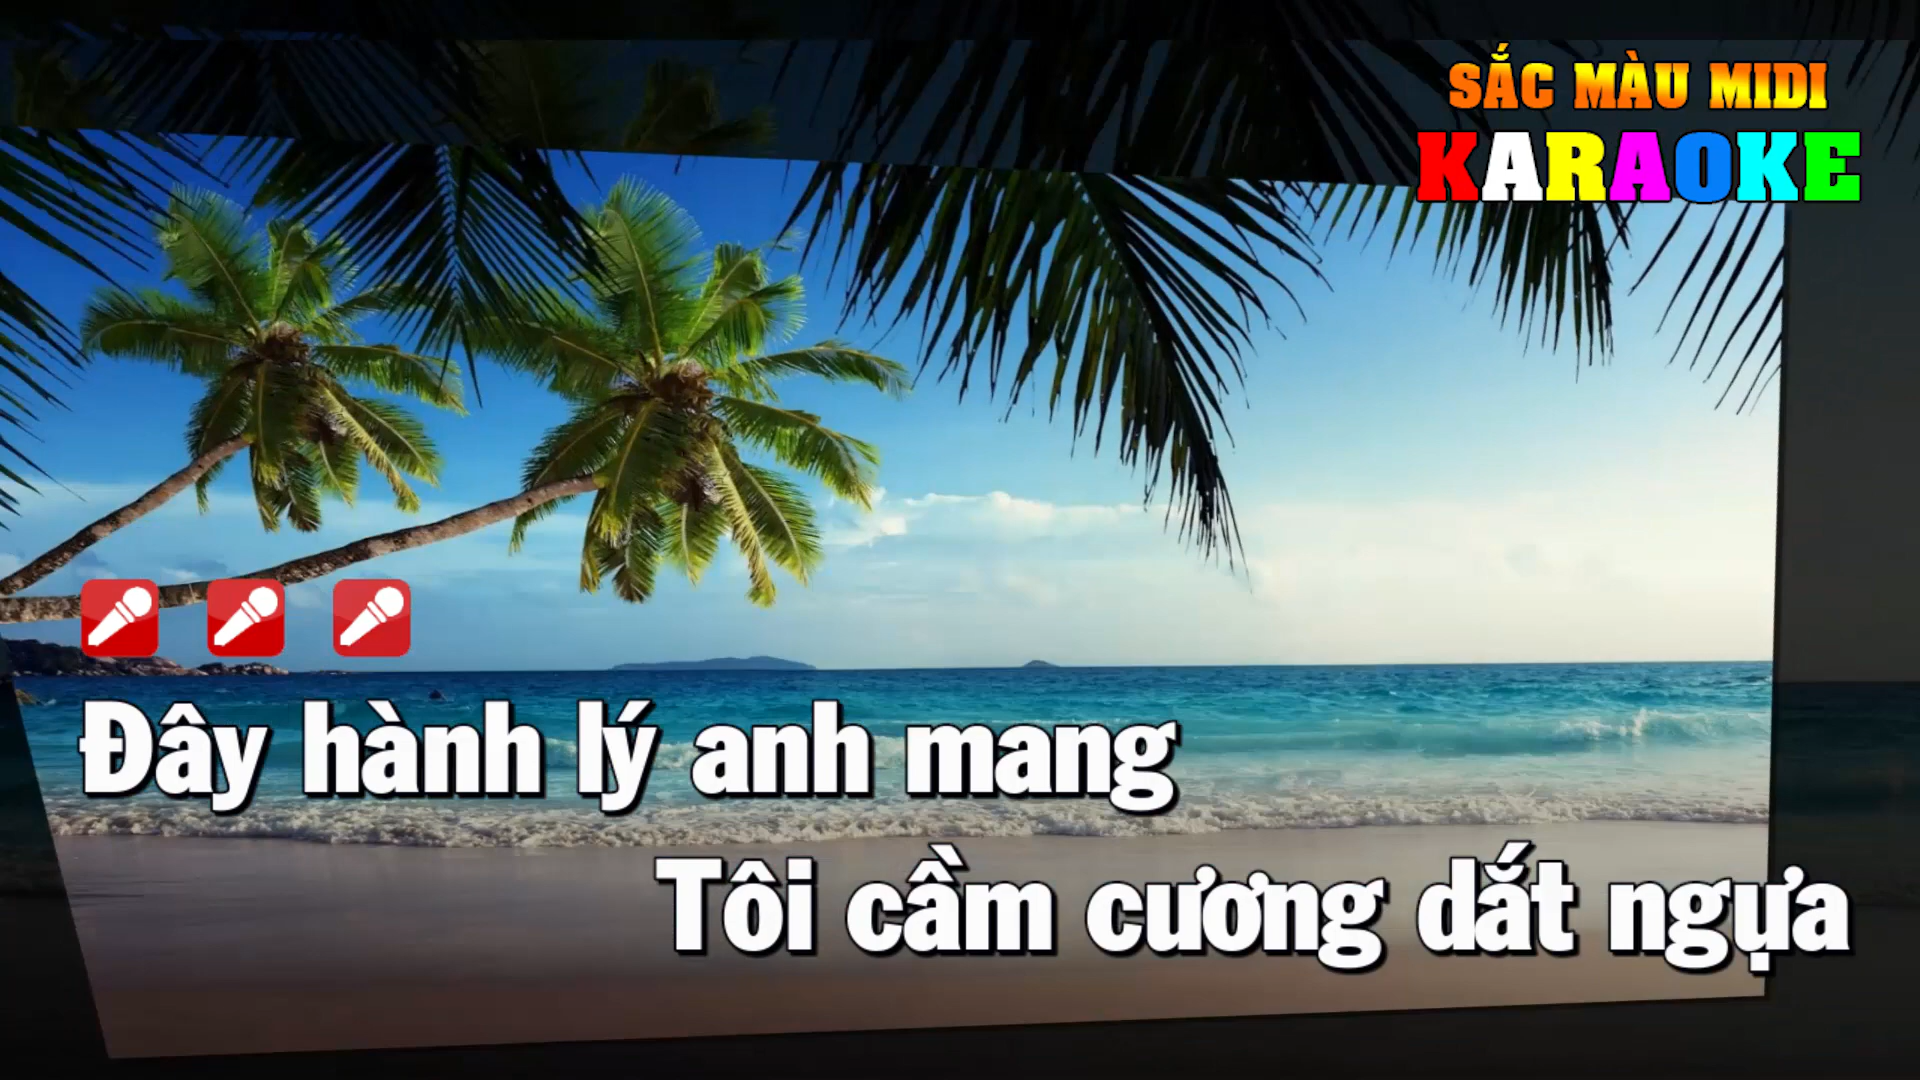 SẮC MÀU MIDI
KARAOKE
Đây hành lý anh mang
Tôi cầm cương dắt ngựa